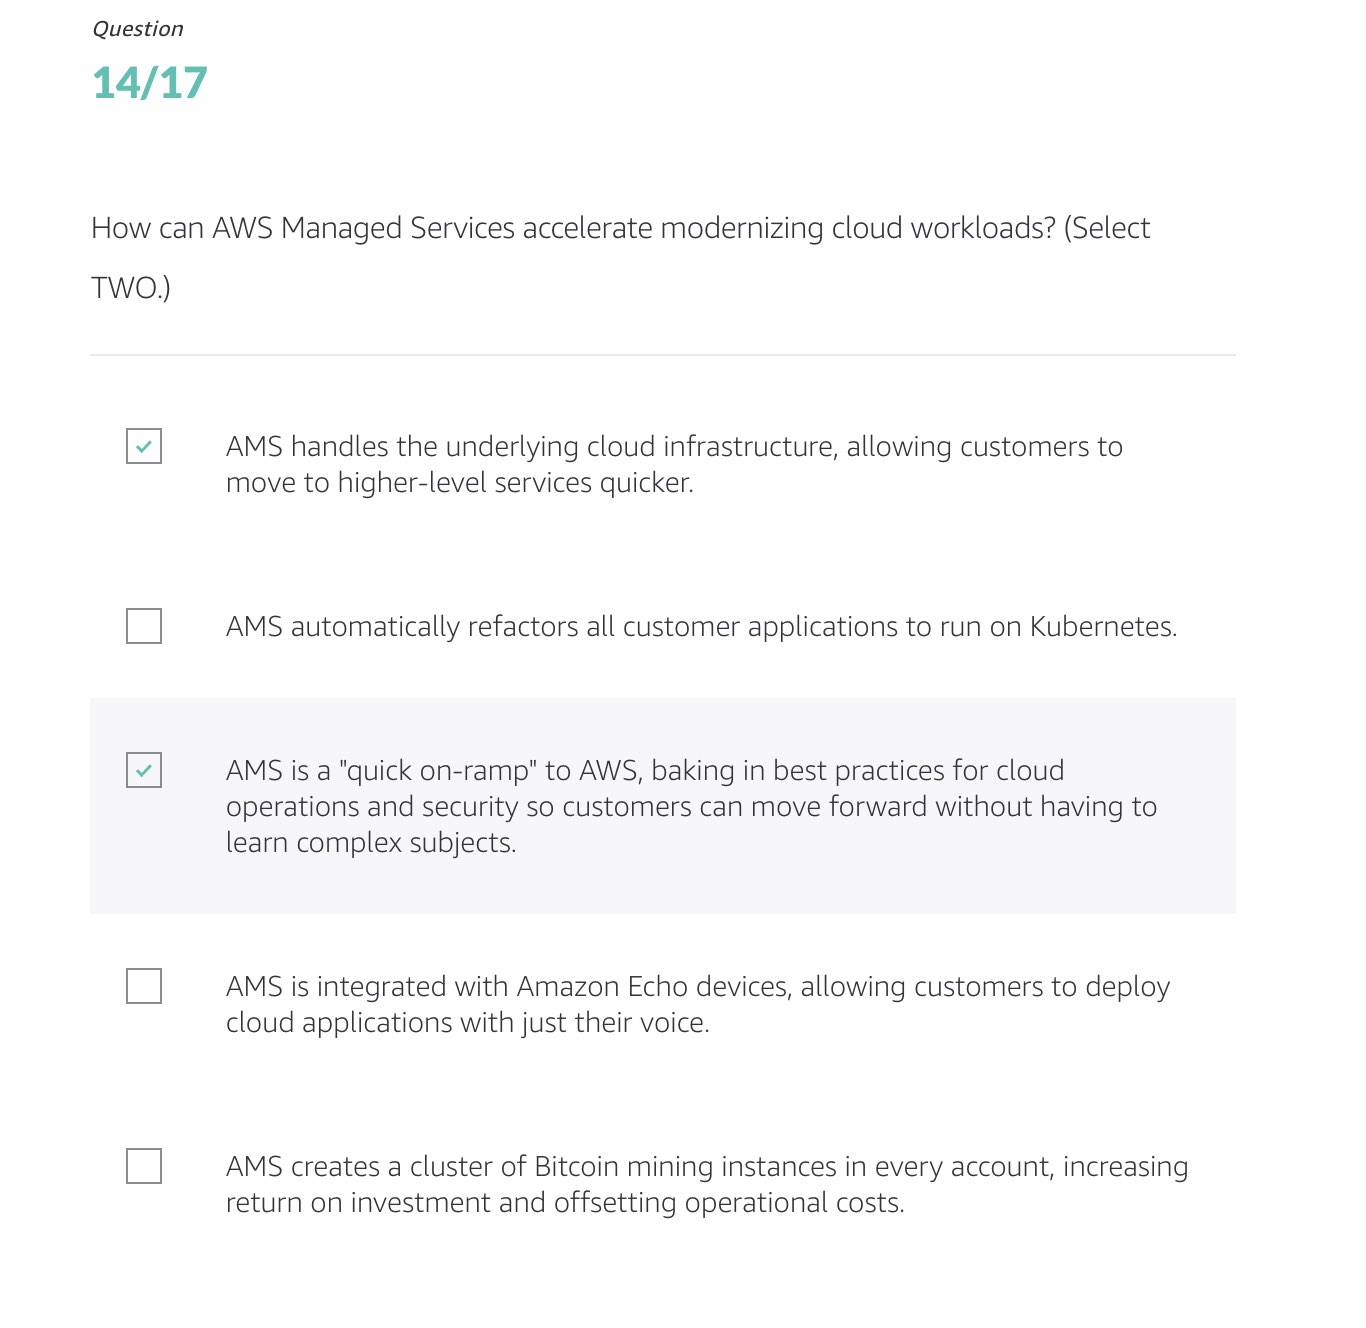 Question
14/17
How can AWS Managed Services accelerate modernizing cloud workloads? (Select
TWO.)
AMS handles the underlying cloud infrastructure, allowing customers to
move to higher-level services quicker.
AMS automatically refactors all customer applications to run on Kubernetes.
AMS is a "quick on-ramp" to AWS, baking in best practices for cloud
operations and security so customers can move forward without having to
learn complex subjects.
AMS is integrated with Amazon Echo devices, allowing customers to deploy
cloud applications with just their voice.
AMS creates a cluster of Bitcoin mining instances in every account, increasing
return on investment and offsetting operational costs.